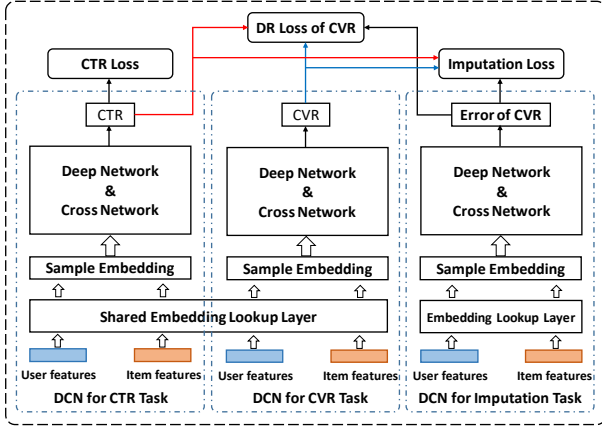 DR Loss of CVR
CTR Loss
Imputation Loss
CTR
CVR
Error of CVR
Deep Network
&
Cross Network
Deep Network
&
Cross Network
Deep Network
&
Cross Network
Sample Embedding
Sample Embedding
Sample Embedding
Shared Embedding Lookup Layer
Embedding Lookup Layer
User features
Item features
User features
Item features
User features
Item features
DCN for CTR Task
DCN for CVR Task
DCN for Imputation Task